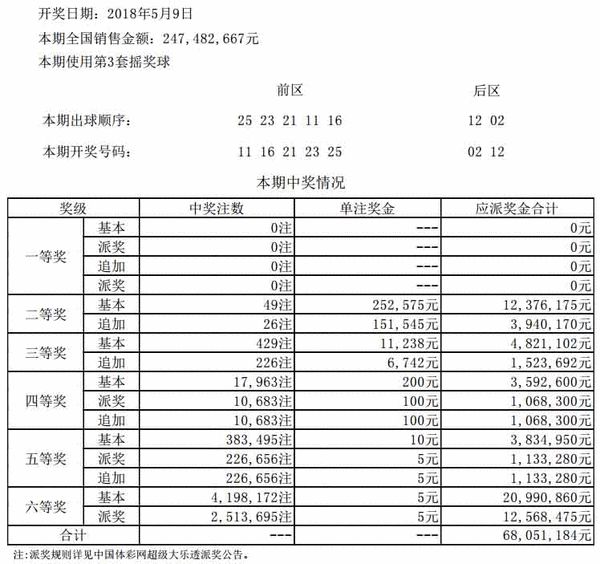 开奖日期: 2018年5月9日
本期全国销售金额: 247,482,667元
本期使用第3套摇奖球
前区 后区
本期出球顺序: 25 23 21 11 16 12 02
本期开奖号码: 11 16 21 23 25 02 12
本期中奖情况
奖级 中奖注数 单注奖金 应派奖金合计
一等奖 基本 0注 --- 0元
派奖 0注 --- 0元
追加 0注 --- 0元
派奖 0注 --- 0元
二等奖 基本 49注 252,575元 12,376,175元
追加 26注 151,545元 3,940,170元
三等奖 基本 429注 11,238元 4,821,102元
追加 226注 6,742元 1,523,692元
四等奖 基本 17,963注 200元 3,592,600元
派奖 10,683注 100元 1,068,300元
追加 10,683注 100元 1,068,300元
五等奖 基本 383,495注 10元 3,834,950元
派奖 226,656注 5元 1,133,280元
追加 226,656注 5元 1,133,280元
六等奖 基本 4,198,172注 5元 20,990,860元
派奖 2,513,695注 5元 12,568,475元
合计 --- --- 68,051,184元
注:派奖规则详见中国体彩网超级大乐透派奖公告。